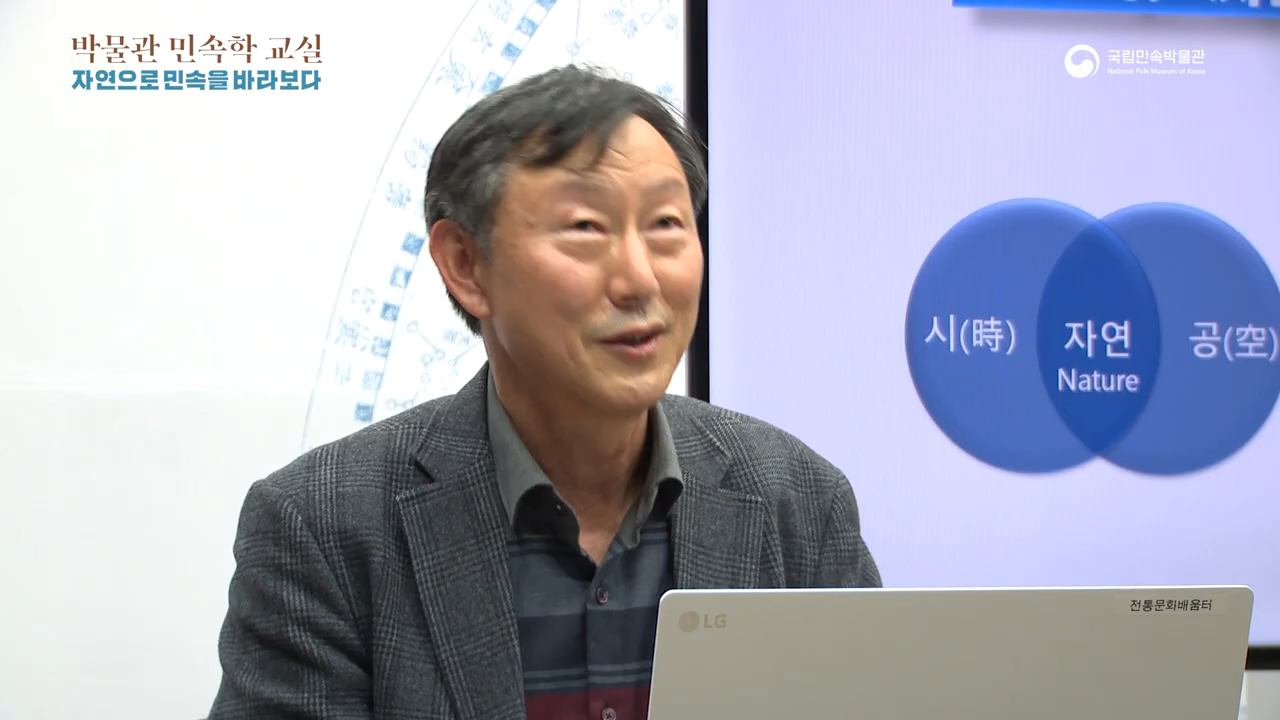 박물관 민속학 교실
자연으로 민속을 바라보다
국립민속박물관
National Folk Museum of Korea
시(時)
자연
Nature
공(空)
LG
전통문화배움터